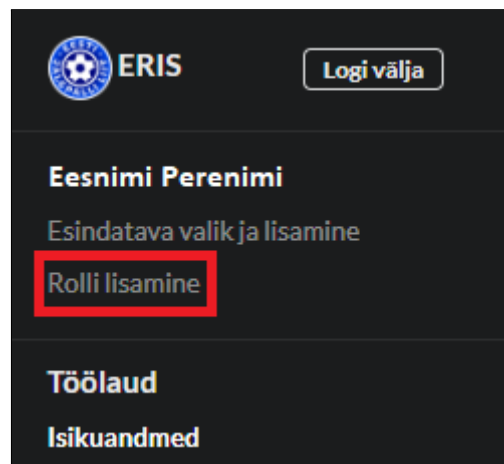 ERIS
Logi välja
Eesnimi Perenimi
Esindatava valik ja lisamine
Rolli lisamine
Töölaud
Isikuandmed